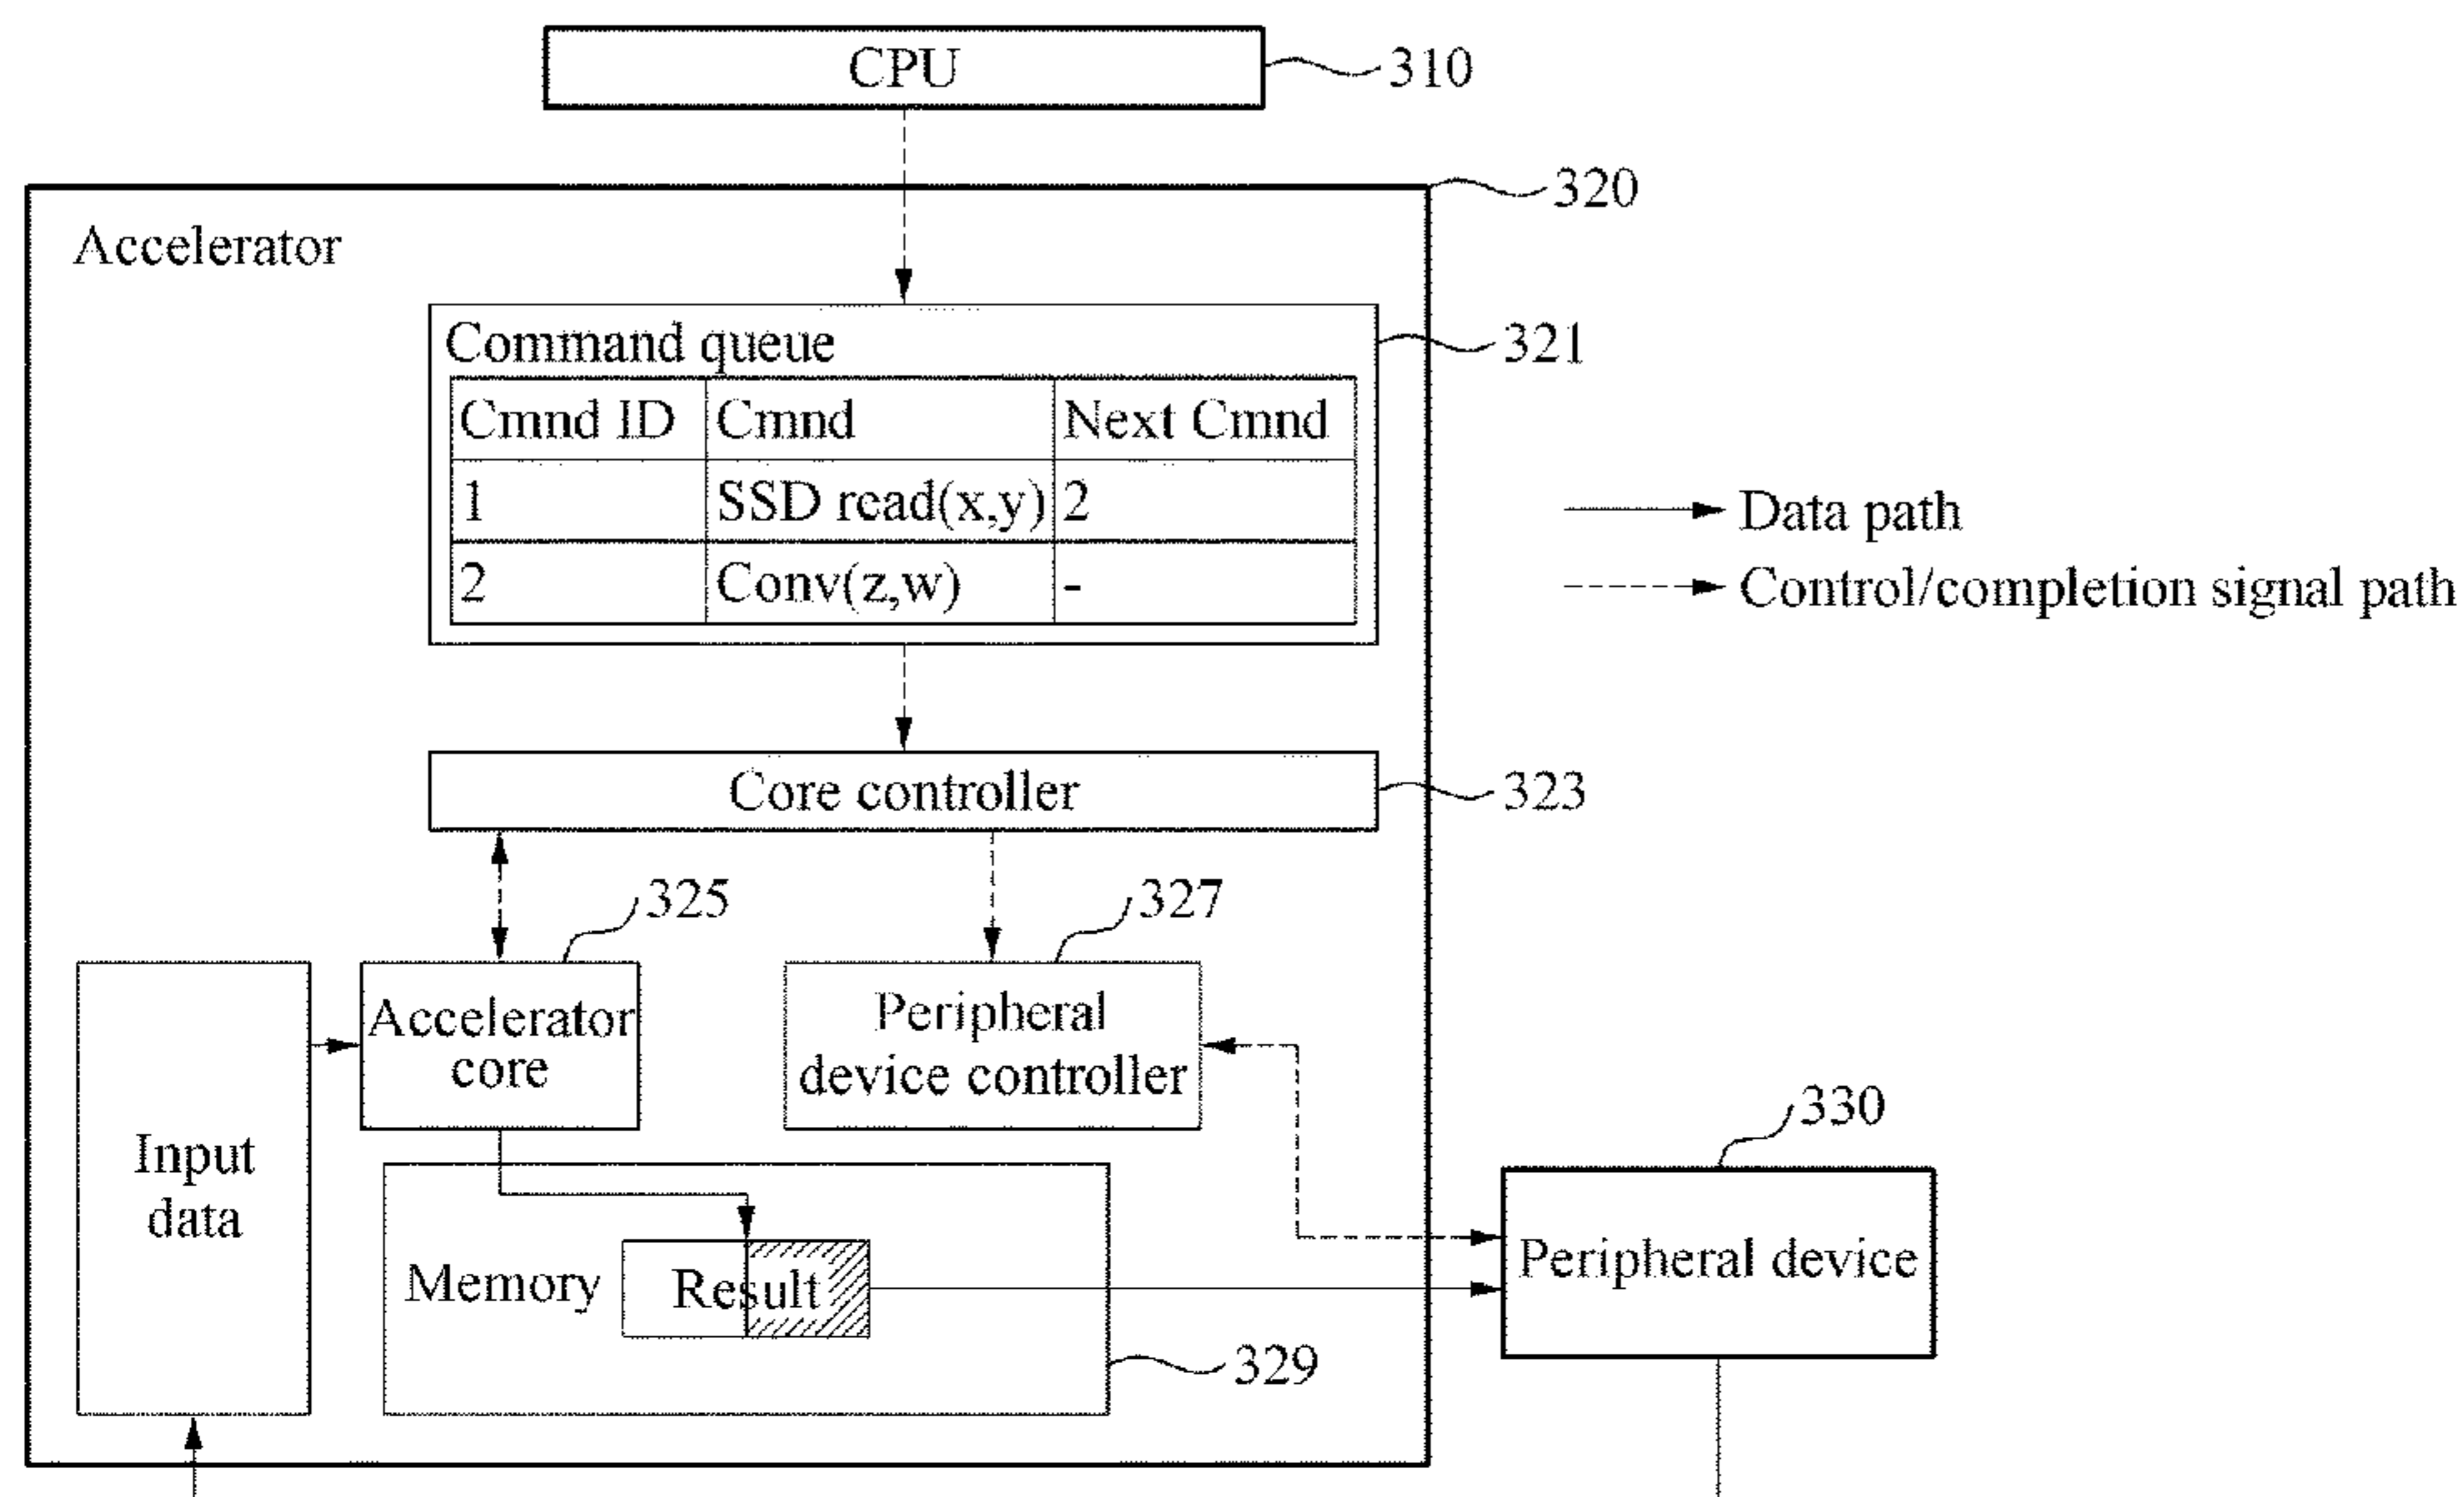 CPU
310
320
Accelerator
Command queue
321
Cmnd ID Cmnd Next Cmnd
1 SSD read(x,y) 2
2 Conv(z,w) -
Data path
Control/completion signal path
Core controller
323
325
327
Accelerator
core
Peripheral
device controller
Input
data
330
Peripheral device
Memory
Result
329